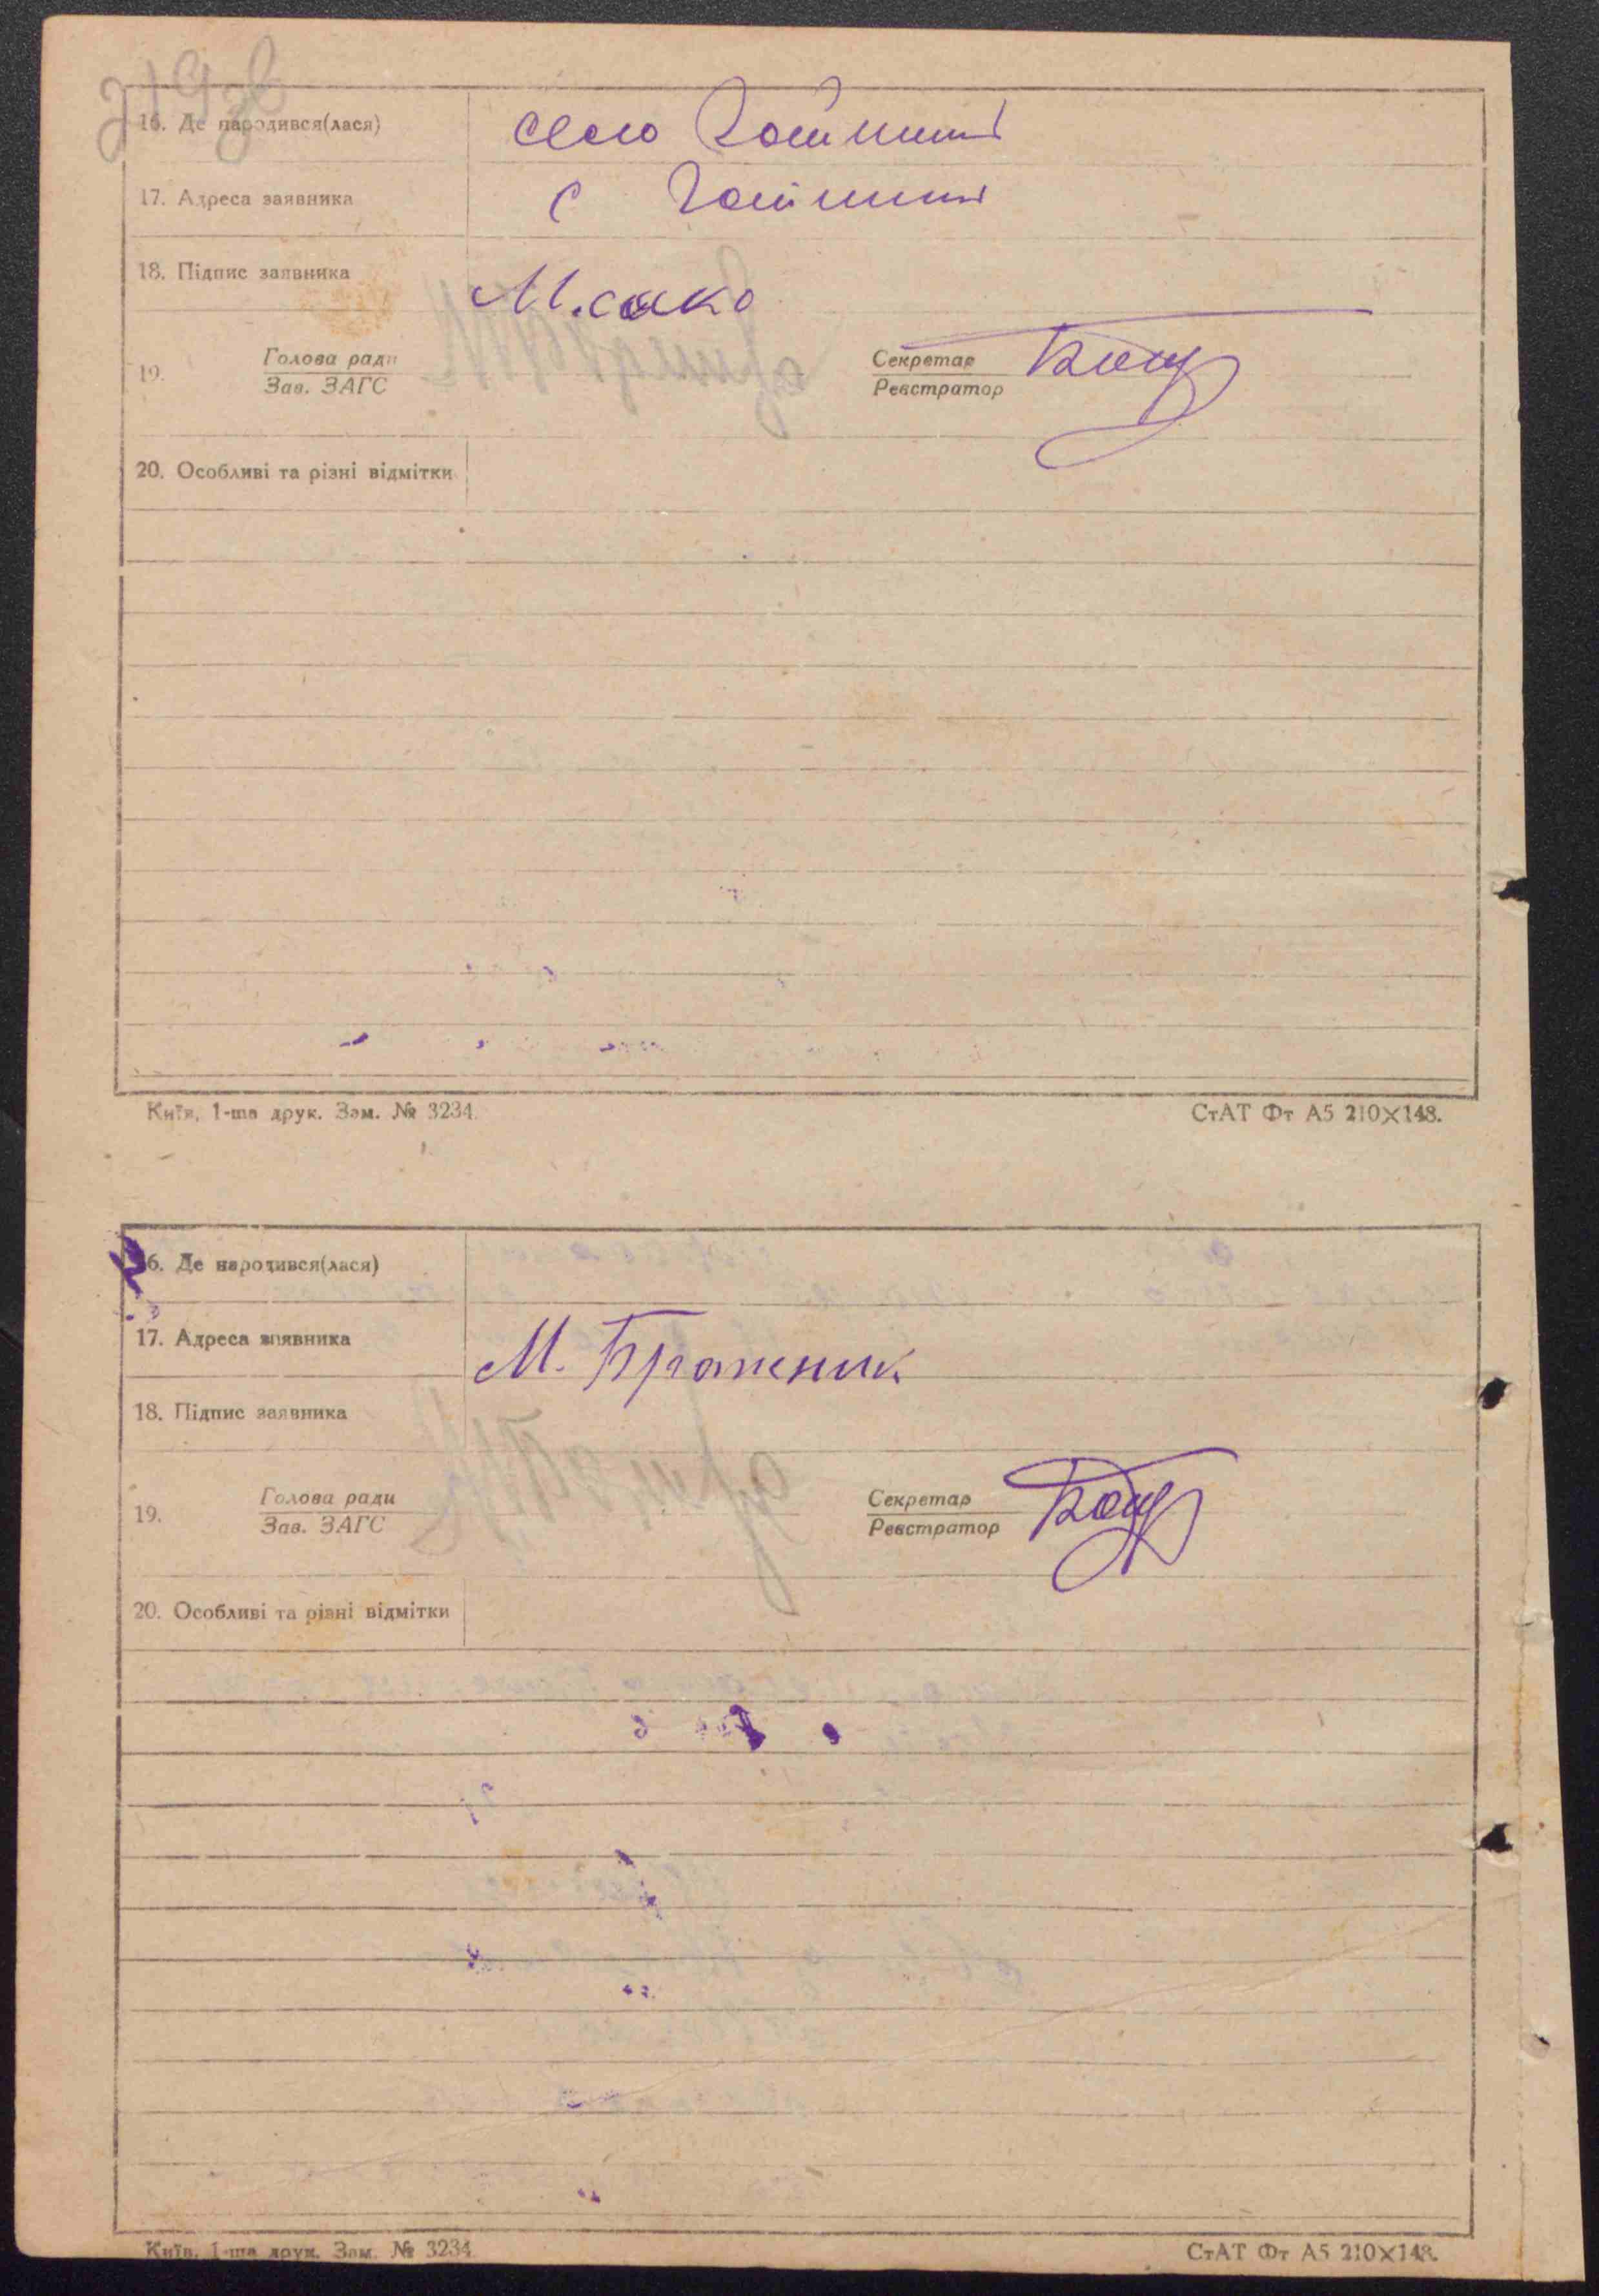 219зв
16. Де народився(лася)
село
17. Адреса заявника
с
18. Підпис заявника
М.сако
19. Голова ради Секретар
Зав. ЗАГС Реєстратор
20. Особливі та різні відмітки
Київ, 1-ша друк. Зам. № 3234. СтАТ Фт А5 210×148.
16. Де народився(лася)
17. Адреса заявника
М. Бражник
18. Підпис заявника
19. Голова ради Секретар
Зав. ЗАГС Реєстратор
20. Особливі та різні відмітки
Київ, 1-ша друк. Зам. № 3234 СтАТ Фт А5 210×148.